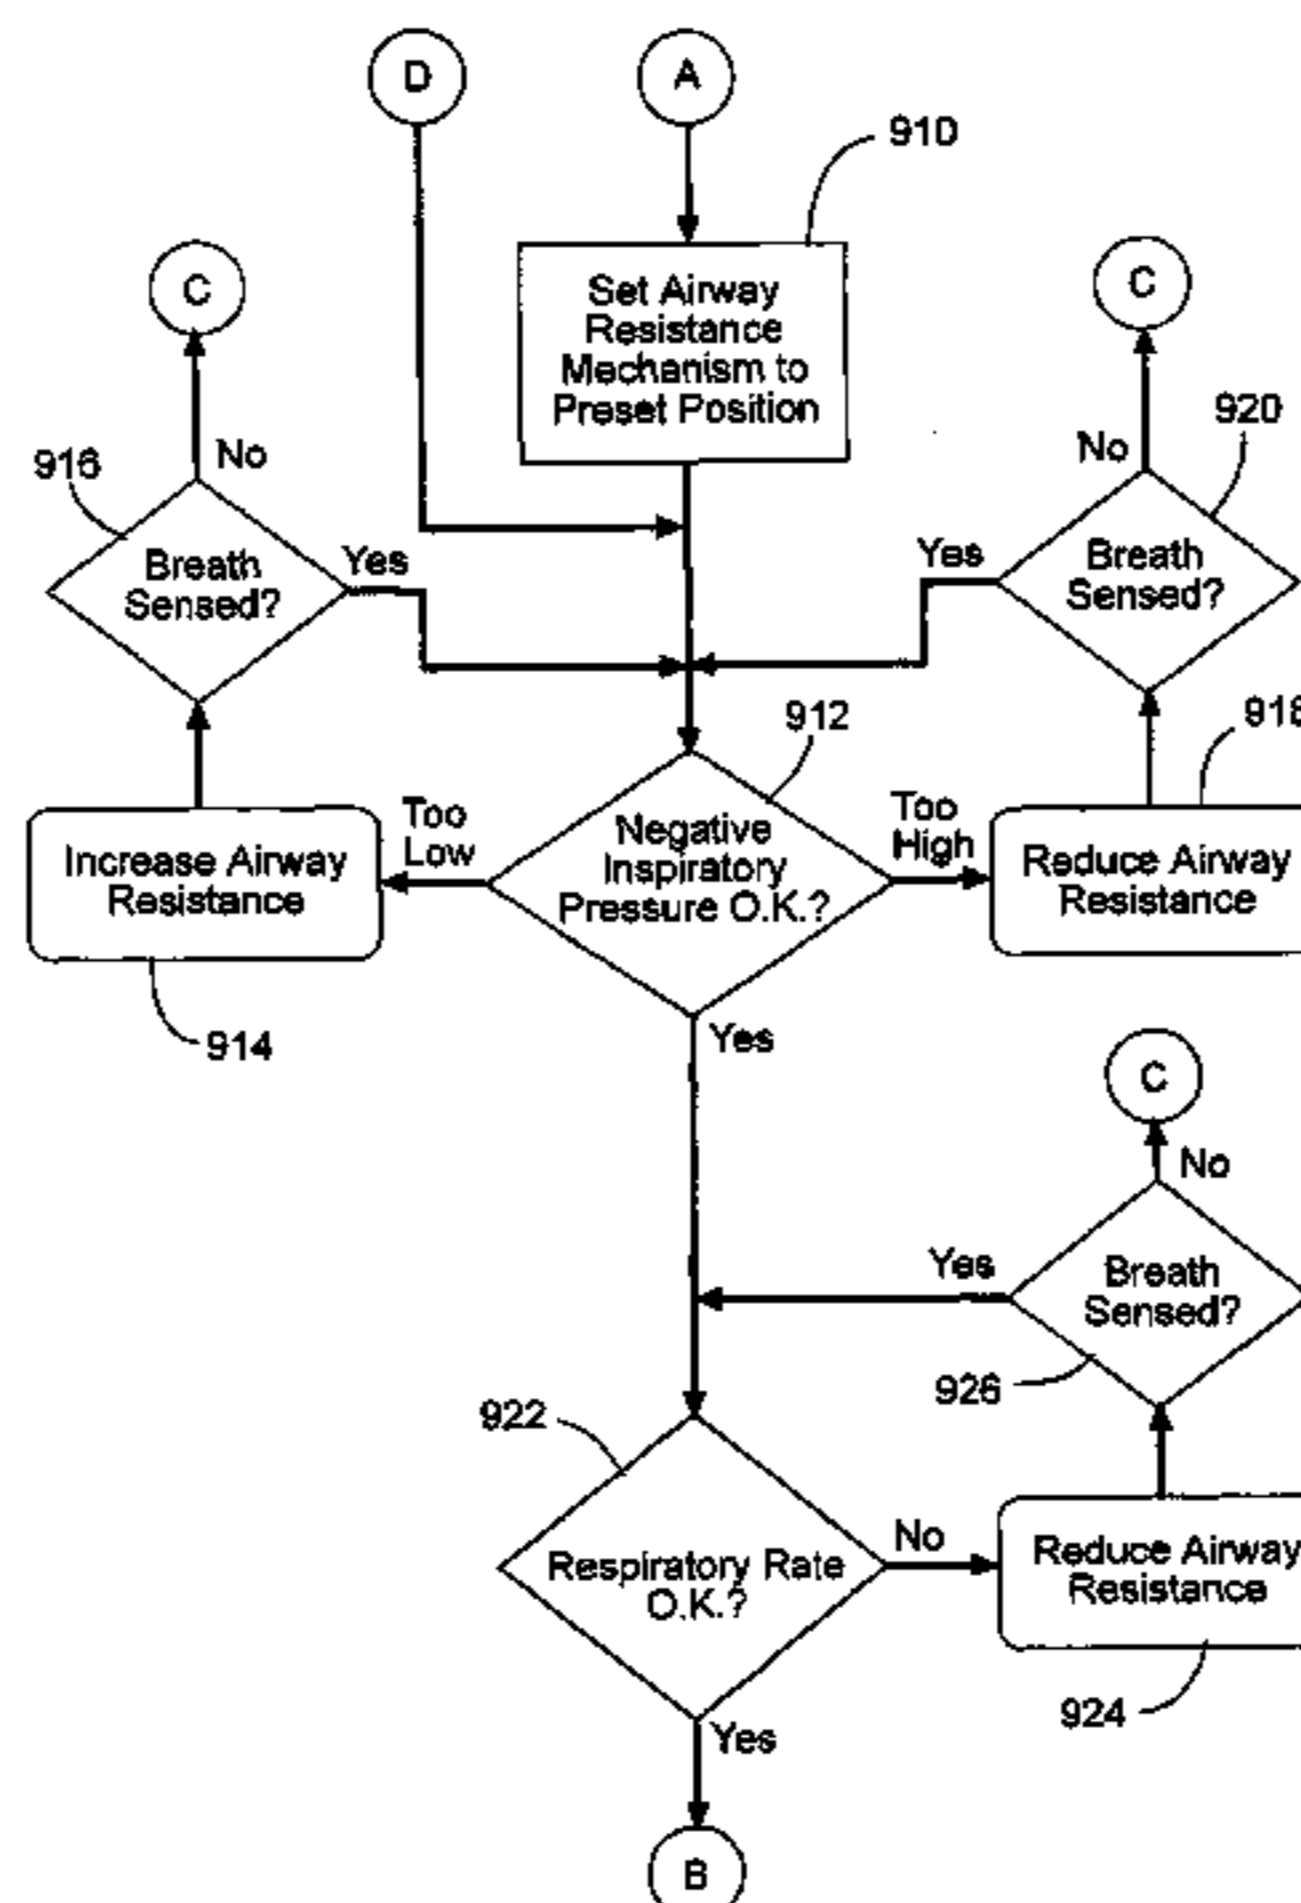 D
A
910
C
Set Airway
Resistance
Mechanism to
Preset Position
C
920
916
No
No
Breath
Sensed?
Yes
Yes
Breath
Sensed?
912
918
Too
Low
Negative
Inspiratory
Pressure O.K.?
Too
High
Increase Airway
Resistance
Reduce Airway
Resistance
914
Yes
C
No
Yes
Breath
Sensed?
926
922
No
Respiratory Rate
O.K.?
Reduce Airway
Resistance
924
Yes
B